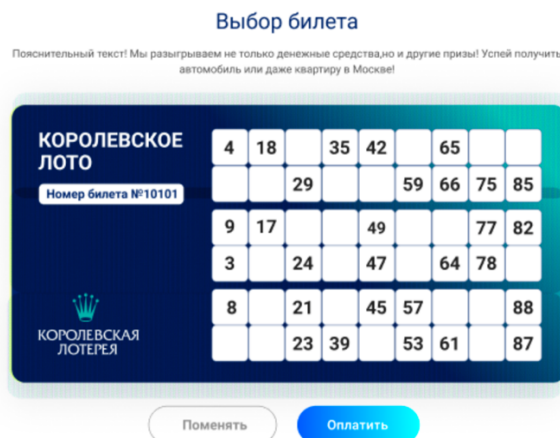 Выбор билета
Пояснительный текст! Мы разыгрываем не только денежные средства,но и другие призы! Успей получить
автомобиль или даже квартиру в Москве!
КОРОЛЕВСКОЕ
ЛОТО
Номер билета №10101
4 18 35 42 65
29 59 66 75 85
9 17 49 77 82
3 24 47 64 78
8 21 45 57 88
23 39 53 61 87
КОРОЛЕВСКАЯ
ЛОТЕРЕЯ
Поменять
Оплатить